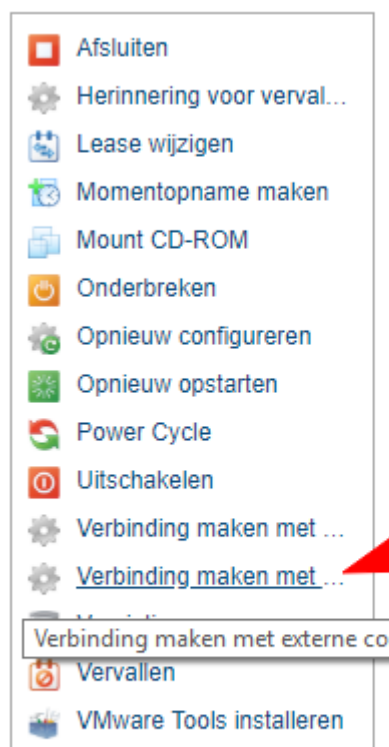 Afsluiten
Herinnering voor verval...
Lease wijzigen
Momentopname maken
Mount CD-ROM
Onderbreken
Opnieuw configureren
Opnieuw opstarten
Power Cycle
Uitschakelen
Verbinding maken met ...
Verbinding maken met ...
Verbinding maken met externe co
Vervallen
VMware Tools installeren